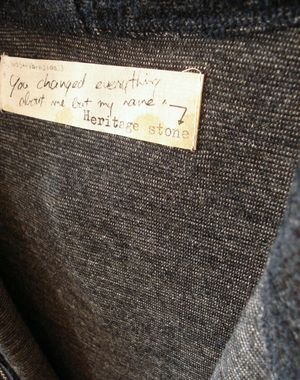 You changed everything
about me but my name "
Heritage stone